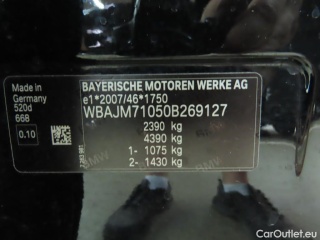 BAYERISCHE MOTOREN WERKE AG
e1*2007/46*1750
WBAJM71050B269127
Made in
Germany
520d
668
0.10
2390 kg
4390 kg
1- 1075 kg
2- 1430 kg
BMW
CarOutlet.eu